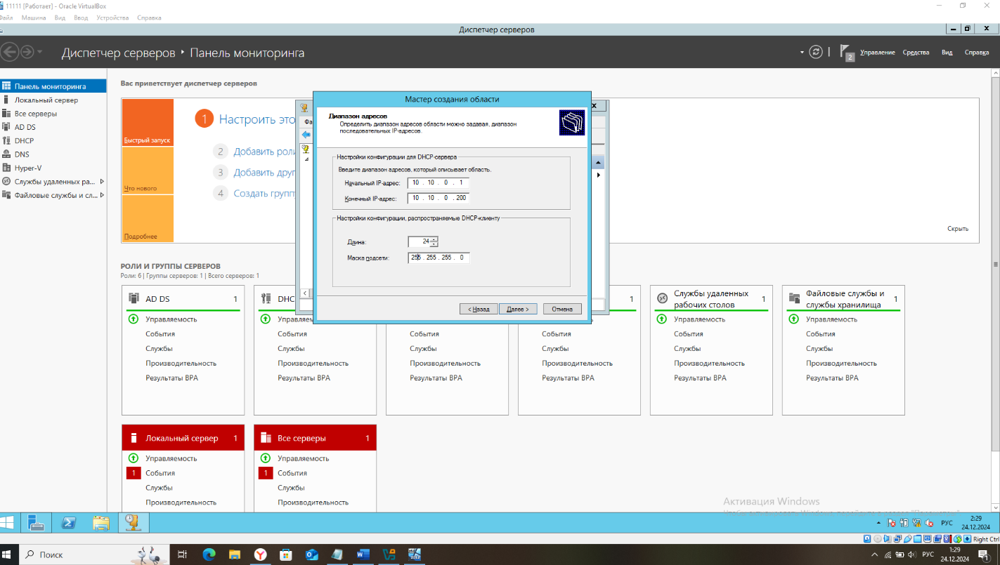 11111 [Работает] - Oracle VirtualBox
Файл Машина Вид Ввод Устройства Справка
Диспетчер серверов
Диспетчер серверов ‣ Панель мониторинга
2 Управление Средства Вид Справка
Панель мониторинга
Локальный сервер
Все серверы
AD DS
DHCP
DNS
Hyper-V
Службы удаленных ра...
Файловые службы и сл...
Вас приветствует диспетчер серверов
Быстрый запуск
Что нового
Подробнее
1 Настроить это
2 Добавить роли
3 Добавить друг
4 Создать групп
Скрыть
Фа
Мастер создания области
Диапазон адресов
Определить диапазон адресов области можно задавая, диапазон
последовательных IP-адресов.
Настройки конфигурации для DHCP-сервера
Введите диапазон адресов, который описывает область.
Начальный IP-адрес: 10 . 10 . 0 . 1
Конечный IP-адрес: 10 . 10 . 0 . 200
Настройки конфигурации, распространяемые DHCP-клиенту
Длина: 24
Маска подсети: 255 . 255 . 255 . 0
< Назад Далее > Отмена
РОЛИ И ГРУППЫ СЕРВЕРОВ
Роли: 6 | Группы серверов: 1 | Всего серверов: 1
AD DS 1
Управляемость
События
Службы
Производительность
Результаты BPA
DHC
Управляем
События
Службы
Производительность
Результаты BPA
События
Службы
Производительность
Результаты BPA
1
События
Службы
Производительность
Результаты BPA
Службы удаленных
рабочих столов 1
Управляемость
События
Службы
Производительность
Результаты BPA
Файловые службы и
службы хранилища 1
Управляемость
События
Службы
Производительность
Результаты BPA
Локальный сервер 1
Управляемость
1 События
Службы
Производительность
Все серверы 1
Управляемость
1 События
Службы
Производительность
Активация Windows
РУС 2:29
24.12.2024
Right Ctrl
Поиск
РУС 1:29
24.12.2024
1